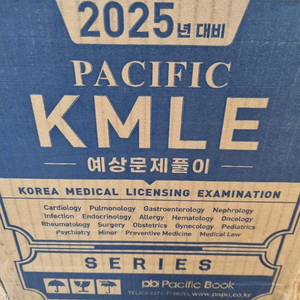 2025년 대비
PACIFIC
KMLE
예상문제풀이
KOREA MEDICAL LICENSING EXAMINATION
Cardiology Pulmonology Gastroenterology Nephrology
Infection Endocrinology Allergy Hematology Oncology
Rheumatology Surgery Obstetrics Gynecology Pediatrics
Psychiatry Minor Preventive Medicine Medical Law
SERIES
pb Pacific Book